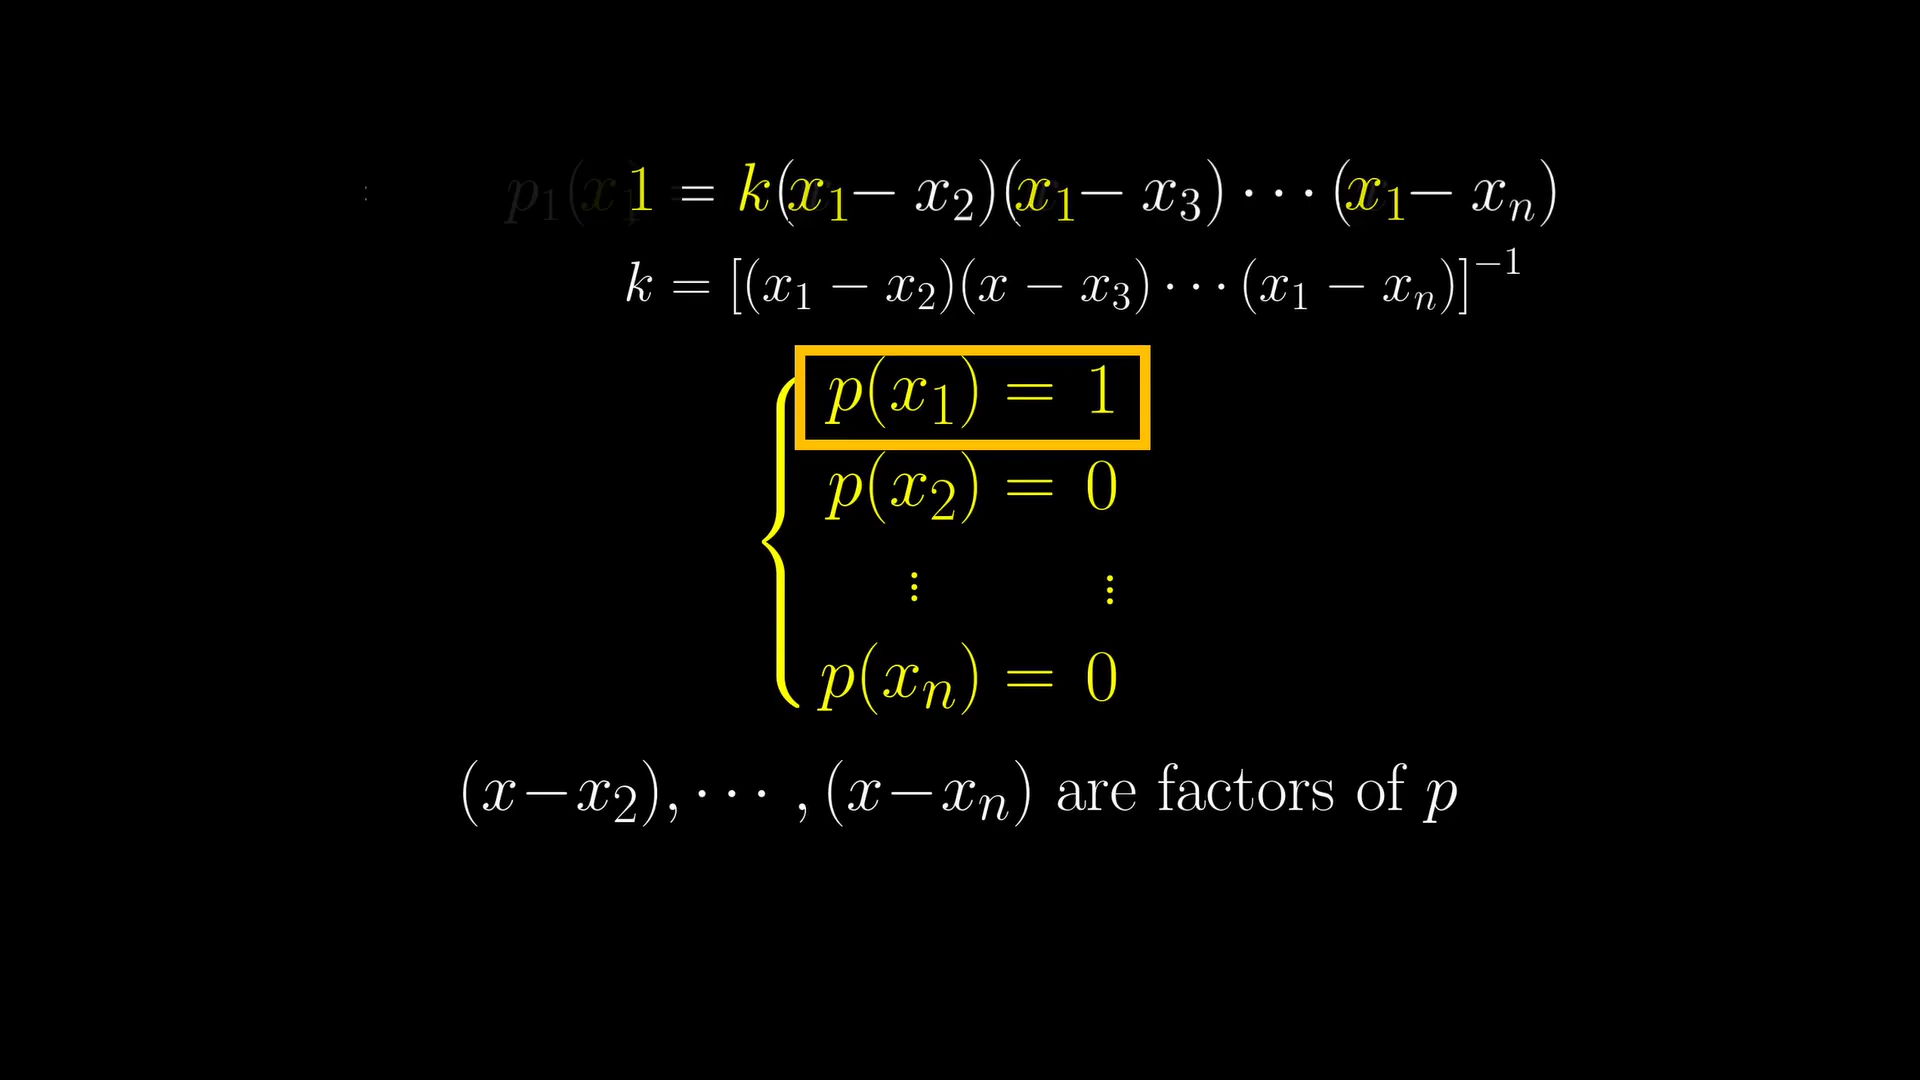 p₁(x₁ 1 = k(x₁ − x₂)(x₁ − x₃) ⋯ (x₁ − xₙ)
k = [(x₁ − x₂)(x − x₃) ⋯ (x₁ − xₙ)]⁻¹
p(x₁) = 1
p(x₂) = 0
⋮ ⋮
p(xₙ) = 0
(x−x₂), ⋯ , (x−xₙ) are factors of p